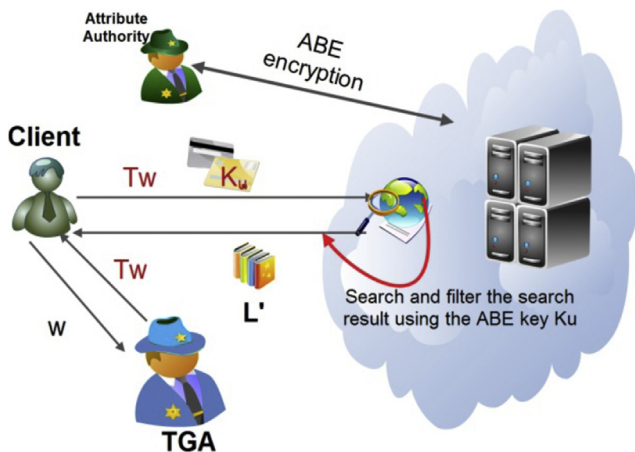 Attribute
Authority
ABE
encryption
Client
Tw
Ku
Tw
L'
Search and filter the search
result using the ABE key Ku
w
TGA